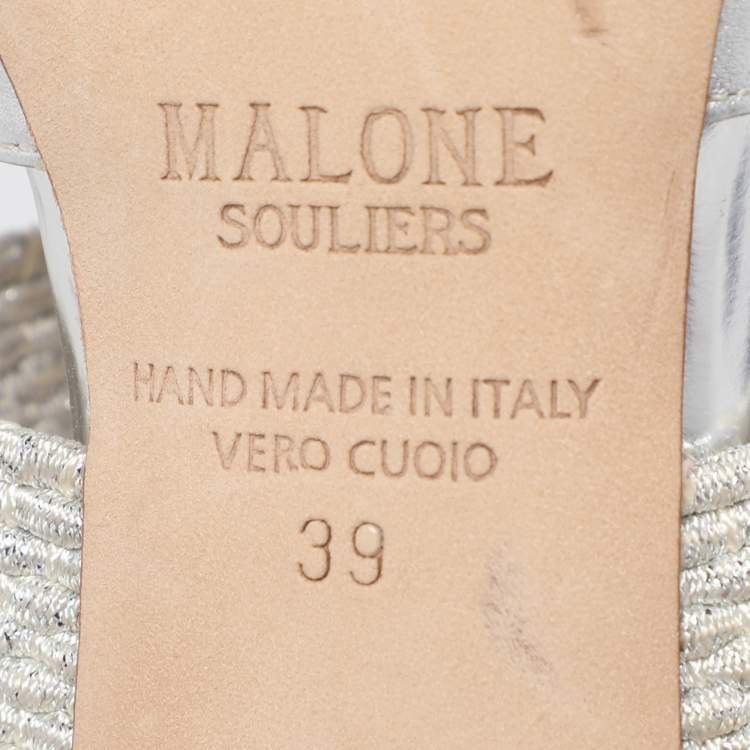 MALONE
SOULIERS
HAND MADE IN ITALY
VERO CUOIO
39